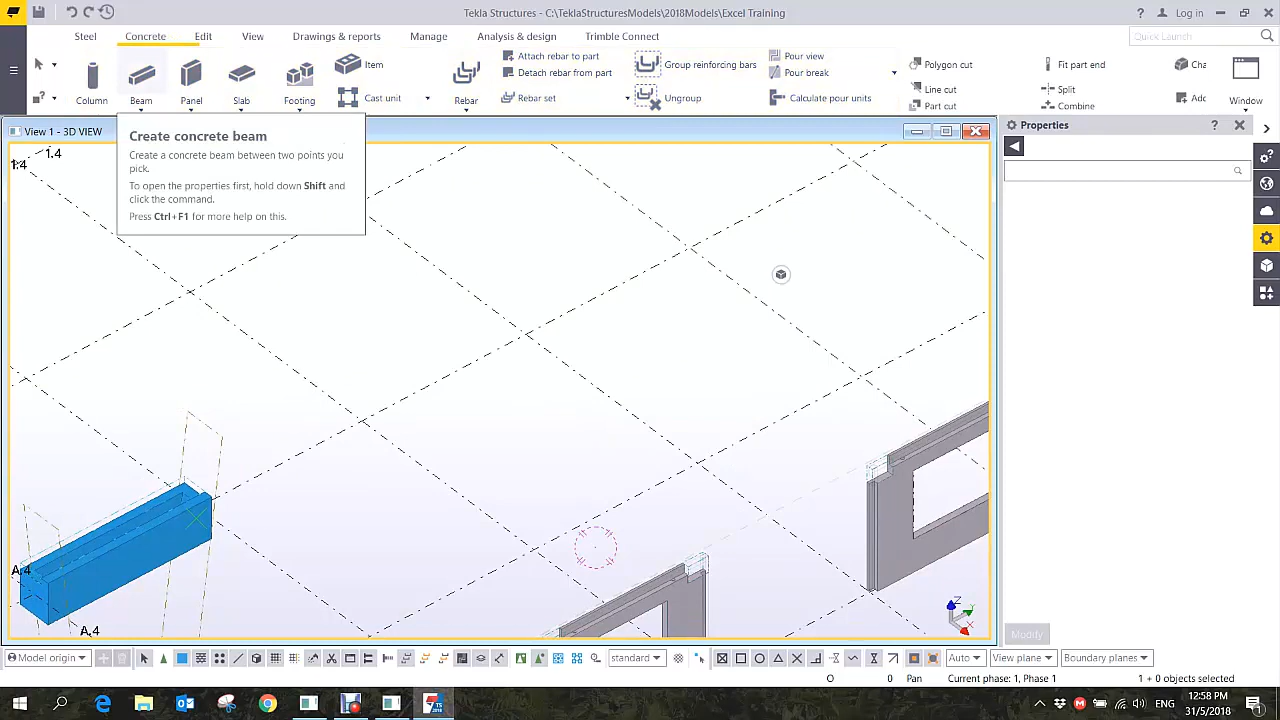 Tekla Structures - C:\TeklaStructuresModels\2018Models\Excel Training
Log in
Steel
Concrete
Edit
View
Drawings & reports
Manage
Analysis & design
Trimble Connect
Quick Launch
Column
Beam
Panel
Slab
Footing
Item
Cast unit
Rebar
Attach rebar to part
Detach rebar from part
Rebar set
Group reinforcing bars
Ungroup
Pour view
Pour break
Calculate pour units
Polygon cut
Line cut
Part cut
Fit part end
Split
Combine
Cha
Adc
Window
View 1 - 3D VIEW
Create concrete beam
Create a concrete beam between two points you
pick.
To open the properties first, hold down Shift and
click the command.
Press Ctrl+F1 for more help on this.
Properties
1.4
1.4
A.4
A.4
Z
Y
X
Modify
Model origin
standard
Auto
View plane
Boundary planes
O
0
Pan
Current phase: 1, Phase 1
1 + 0 objects selected
ENG
12:58 PM
31/5/2018